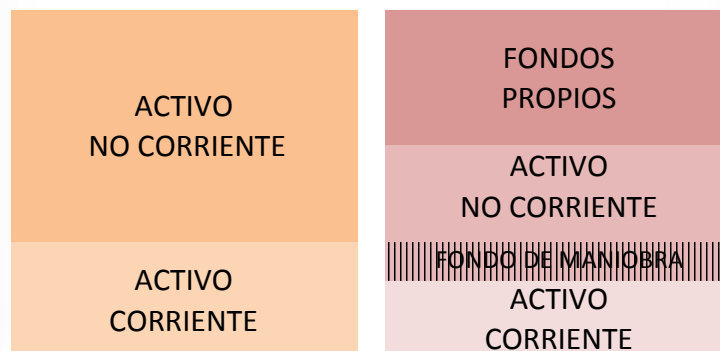 ACTIVO
NO CORRIENTE
ACTIVO
CORRIENTE
FONDOS
PROPIOS
ACTIVO
NO CORRIENTE
FONDO DE MANIOBRA
ACTIVO
CORRIENTE